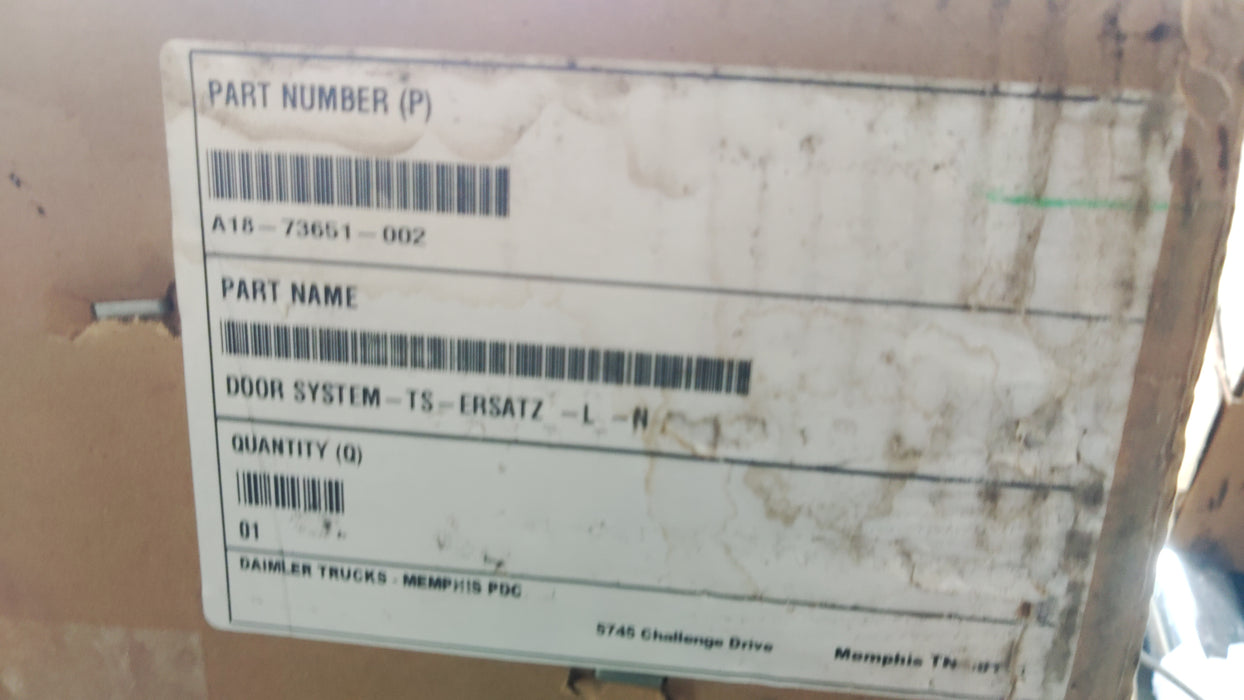 PART NUMBER (P)
A18-73651-002
PART NAME
DOOR SYSTEM-TS-ERSATZ -L -N
QUANTITY (Q)
01
DAIMLER TRUCKS - MEMPHIS PDC
5745 Challenge Drive Memphis TN